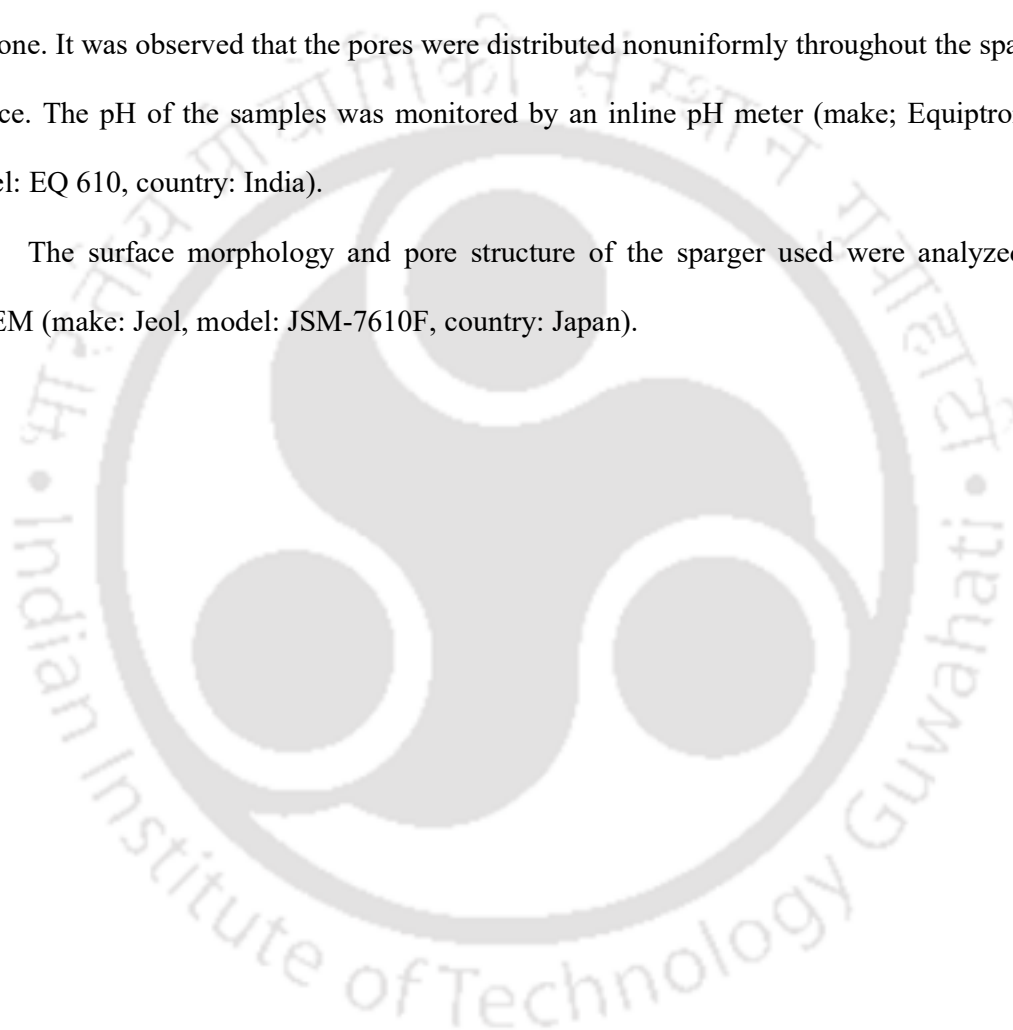 one. It was observed that the pores were distributed nonuniformly throughout the spa
ce. The pH of the samples was monitored by an inline pH meter (make; Equiptron
el: EQ 610, country: India).
The surface morphology and pore structure of the sparger used were analyzed
EM (make: Jeol, model: JSM-7610F, country: Japan).
भारतीय प्रौद्योगिकी संस्थान गुवाहाटी
• Indian Institute of Technology Guwahati •